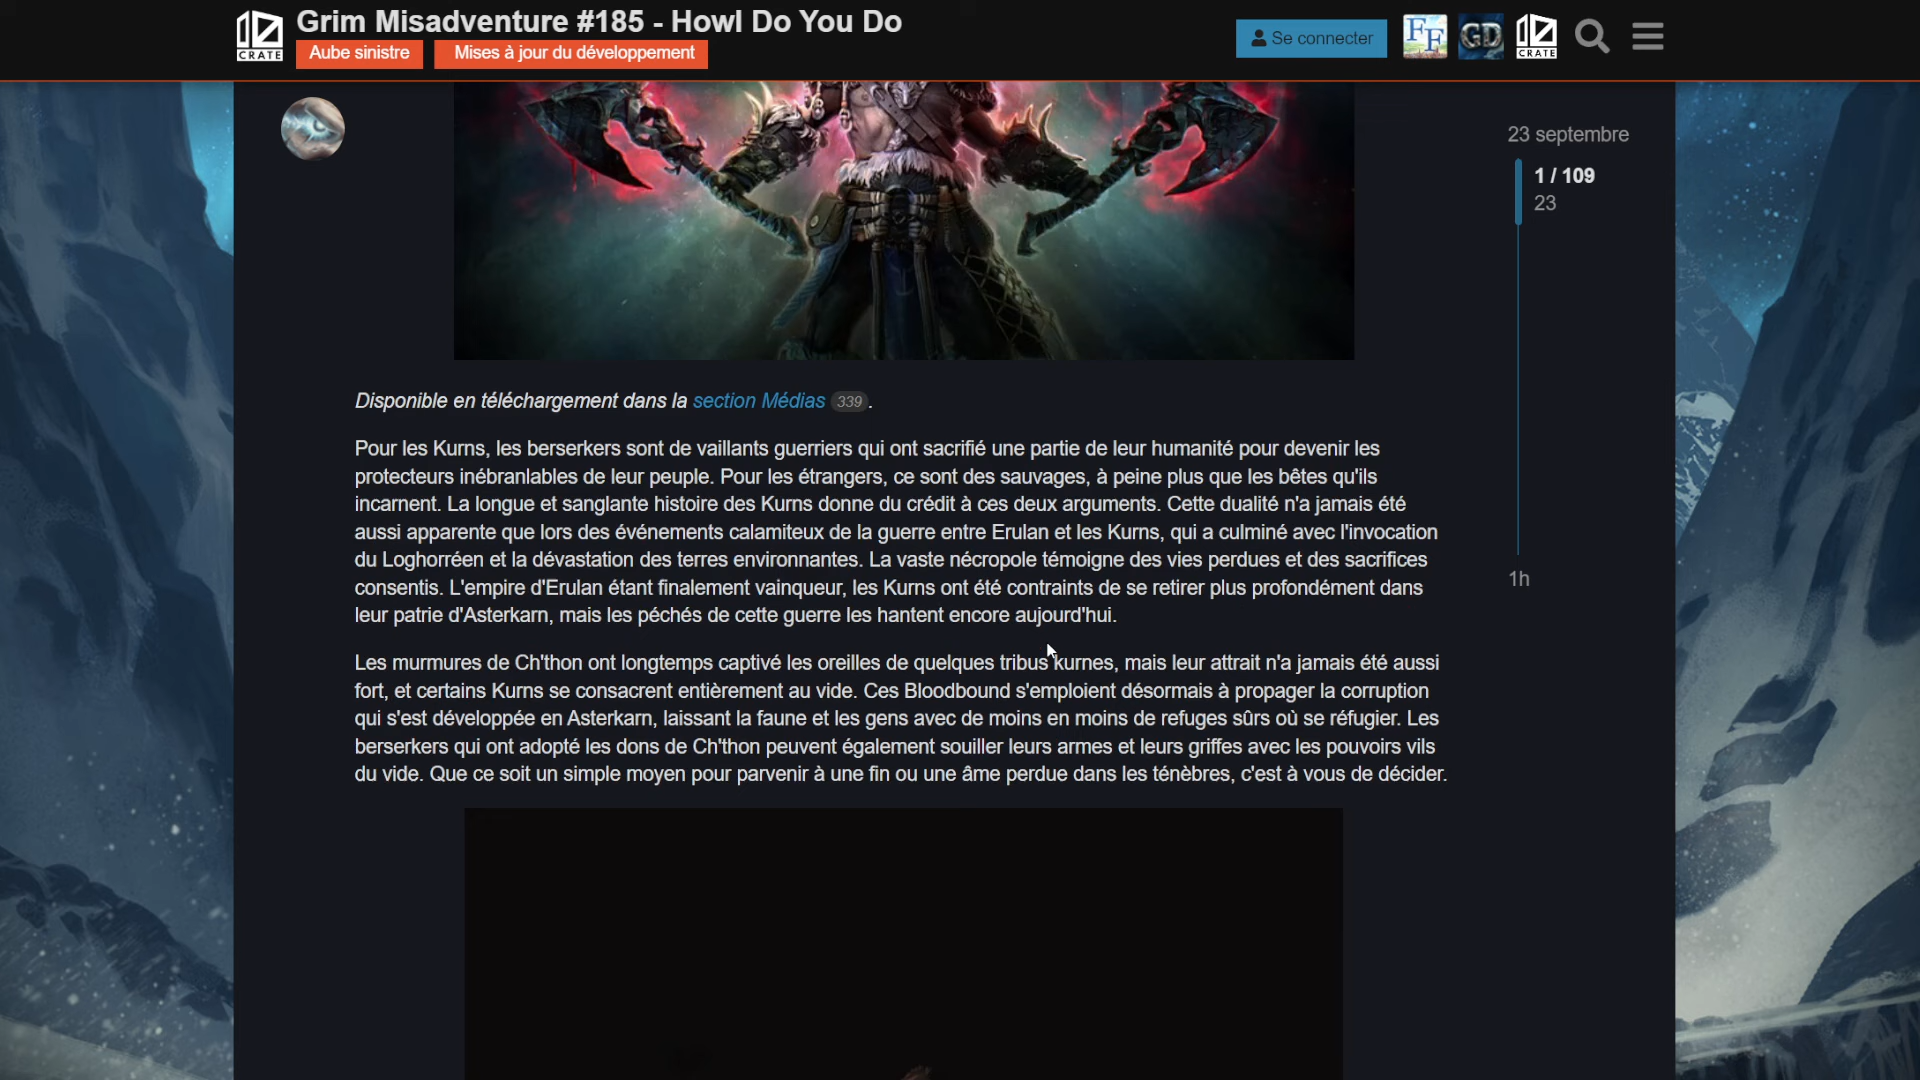 CRATE
Grim Misadventure #185 - Howl Do You Do
Aube sinistre
Mises à jour du développement
Se connecter
FF
GD
CRATE
23 septembre
1 / 109
23
1h
Disponible en téléchargement dans la section Médias 339.
Pour les Kurns, les berserkers sont de vaillants guerriers qui ont sacrifié une partie de leur humanité pour devenir les
protecteurs inébranlables de leur peuple. Pour les étrangers, ce sont des sauvages, à peine plus que les bêtes qu'ils
incarnent. La longue et sanglante histoire des Kurns donne du crédit à ces deux arguments. Cette dualité n'a jamais été
aussi apparente que lors des événements calamiteux de la guerre entre Erulan et les Kurns, qui a culminé avec l'invocation
du Loghorréen et la dévastation des terres environnantes. La vaste nécropole témoigne des vies perdues et des sacrifices
consentis. L'empire d'Erulan étant finalement vainqueur, les Kurns ont été contraints de se retirer plus profondément dans
leur patrie d'Asterkarn, mais les péchés de cette guerre les hantent encore aujourd'hui.
Les murmures de Ch'thon ont longtemps captivé les oreilles de quelques tribus kurnes, mais leur attrait n'a jamais été aussi
fort, et certains Kurns se consacrent entièrement au vide. Ces Bloodbound s'emploient désormais à propager la corruption
qui s'est développée en Asterkarn, laissant la faune et les gens avec de moins en moins de refuges sûrs où se réfugier. Les
berserkers qui ont adopté les dons de Ch'thon peuvent également souiller leurs armes et leurs griffes avec les pouvoirs vils
du vide. Que ce soit un simple moyen pour parvenir à une fin ou une âme perdue dans les ténèbres, c'est à vous de décider.